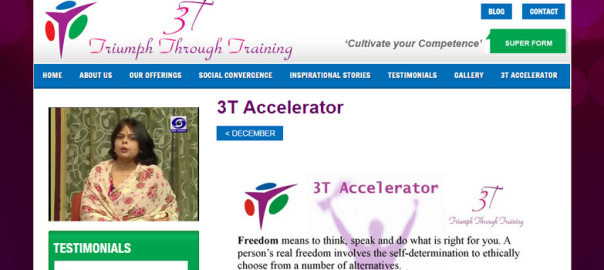 3T
Triumph Through Training
BLOG
CONTACT
'Cultivate your Competence'
SUPER FORM
HOME
ABOUT US
OUR OFFERINGS
SOCIAL CONVERGENCE
INSPIRATIONAL STORIES
TESTIMONIALS
GALLERY
3T ACCELERATOR
3T Accelerator
< DECEMBER
3T Accelerator
3T
Triumph Through Training
Freedom means to think, speak and do what is right for you. A
person's real freedom involves the self-determination to ethically
choose from a number of alternatives.
TESTIMONIALS